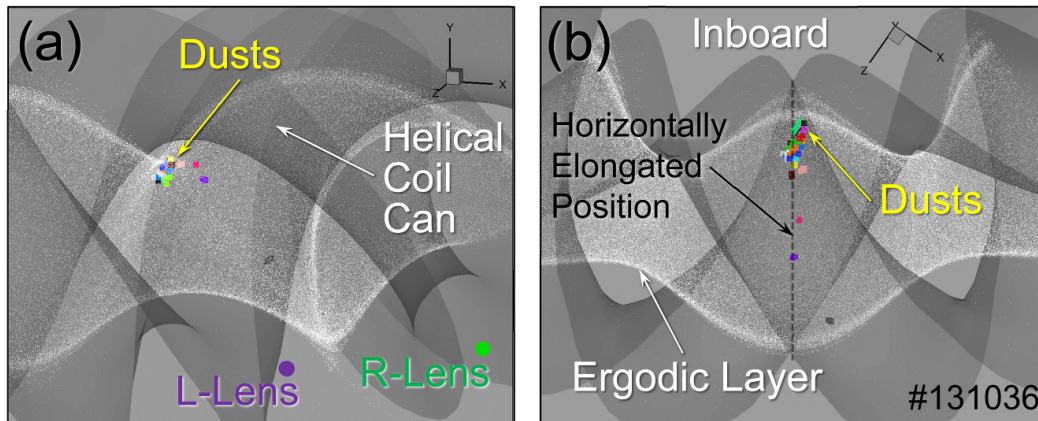 (a)
Dusts
Y
X
Z
Helical
Coil
Can
L-Lens
R-Lens
(b)
Inboard
Y
X
Z
Horizontally
Elongated
Position
Dusts
Ergodic Layer
#131036